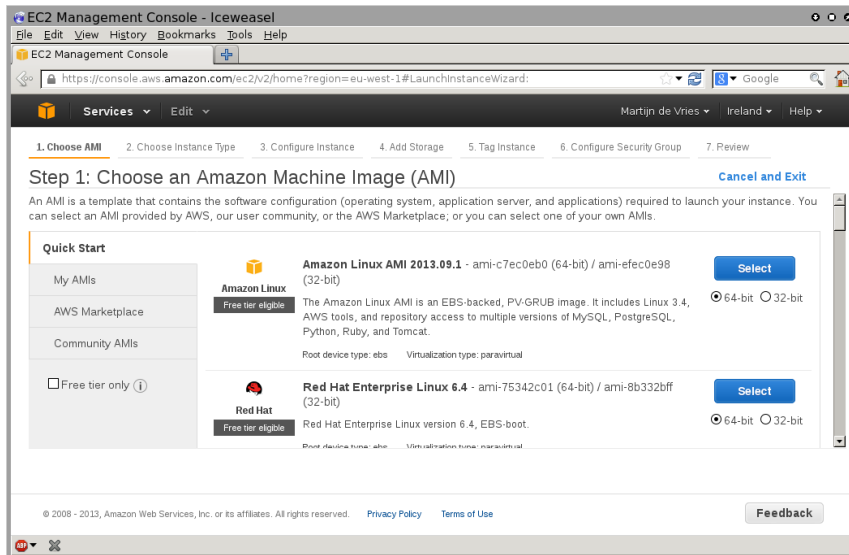 EC2 Management Console - Iceweasel
File Edit View History Bookmarks Tools Help
EC2 Management Console
https://console.aws.amazon.com/ec2/v2/home?region=eu-west-1#LaunchInstanceWizard:
Google
Services Edit Martijn de Vries Ireland Help
1. Choose AMI 2. Choose Instance Type 3. Configure Instance 4. Add Storage 5. Tag Instance 6. Configure Security Group 7. Review
Step 1: Choose an Amazon Machine Image (AMI)
Cancel and Exit
An AMI is a template that contains the software configuration (operating system, application server, and applications) required to launch your instance. You
can select an AMI provided by AWS, our user community, or the AWS Marketplace; or you can select one of your own AMIs.
Quick Start
My AMIs
AWS Marketplace
Community AMIs
Free tier only
Amazon Linux
Free tier eligible
Amazon Linux AMI 2013.09.1 - ami-c7ec0eb0 (64-bit) / ami-efec0e98
(32-bit)
The Amazon Linux AMI is an EBS-backed, PV-GRUB image. It includes Linux 3.4,
AWS tools, and repository access to multiple versions of MySQL, PostgreSQL,
Python, Ruby, and Tomcat.
Root device type: ebs Virtualization type: paravirtual
Select
64-bit 32-bit
Red Hat
Free tier eligible
Red Hat Enterprise Linux 6.4 - ami-75342c01 (64-bit) / ami-8b332bff
(32-bit)
Red Hat Enterprise Linux version 6.4, EBS-boot.
Root device type: ebs Virtualization type: paravirtual
Select
64-bit 32-bit
© 2008 - 2013, Amazon Web Services, Inc. or its affiliates. All rights reserved. Privacy Policy Terms of Use
Feedback
ABP